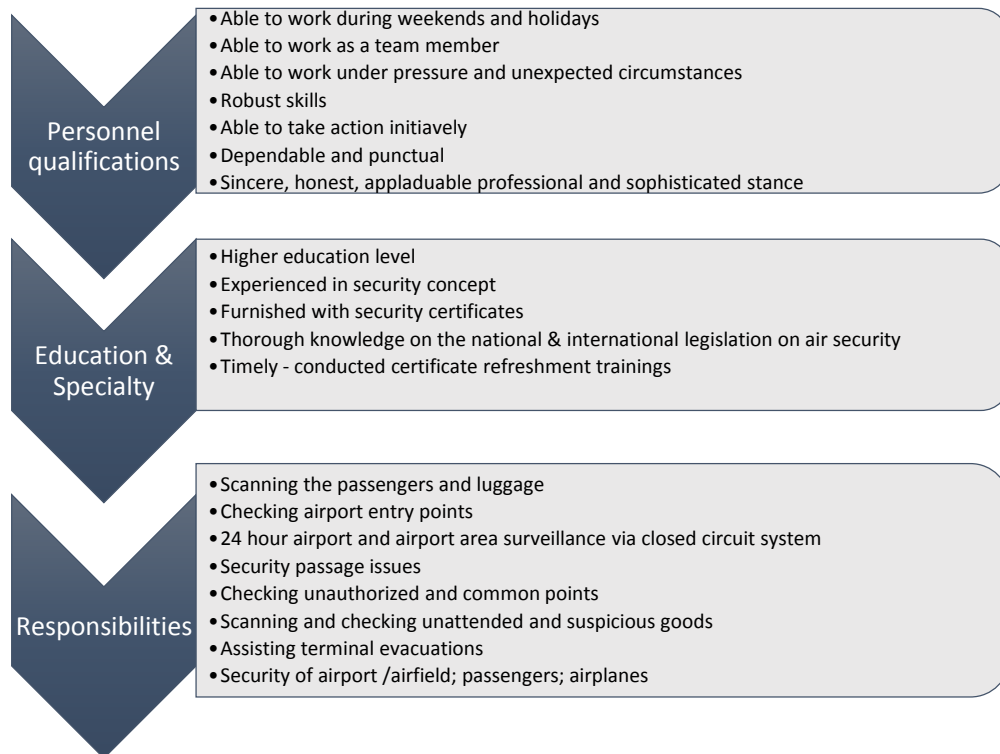 Personnel
qualifications
•Able to work during weekends and holidays
•Able to work as a team member
•Able to work under pressure and unexpected circumstances
•Robust skills
•Able to take action initiavely
•Dependable and punctual
•Sincere, honest, appladuable professional and sophisticated stance
Education &
Specialty
•Higher education level
•Experienced in security concept
•Furnished with security certificates
•Thorough knowledge on the national & international legislation on air security
•Timely - conducted certificate refreshment trainings
Responsibilities
•Scanning the passengers and luggage
•Checking airport entry points
•24 hour airport and airport area surveillance via closed circuit system
•Security passage issues
•Checking unauthorized and common points
•Scanning and checking unattended and suspicious goods
•Assisting terminal evacuations
•Security of airport /airfield; passengers; airplanes